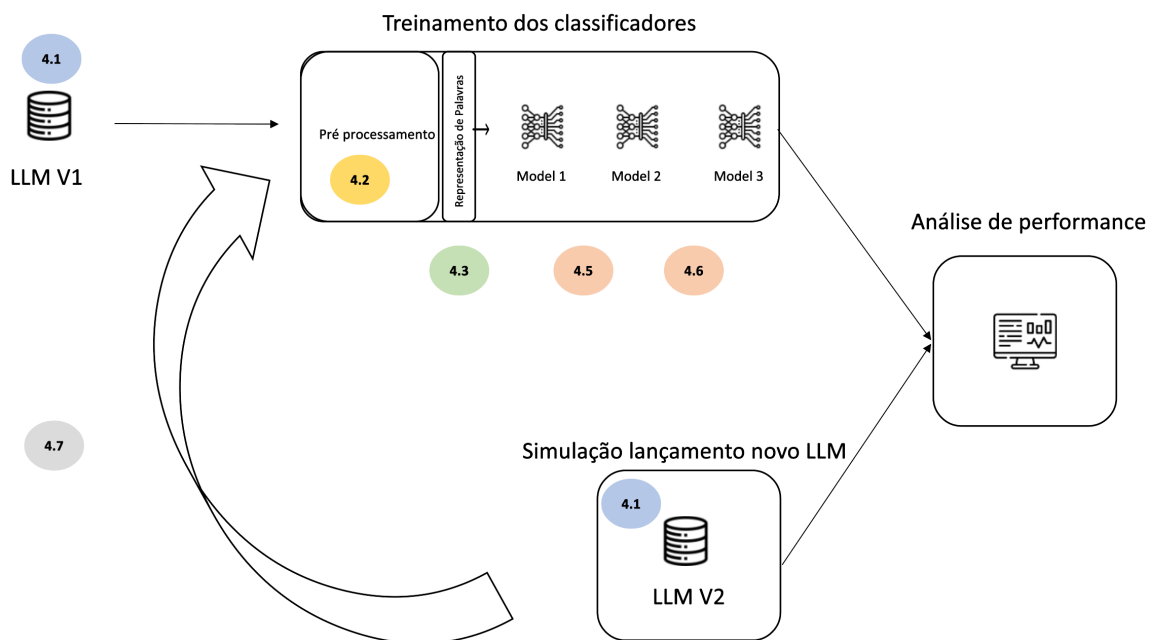 Treinamento dos classificadores
4.1
LLM V1
Pré processamento
4.2
Representação de Palavras
Model 1
Model 2
Model 3
4.3
4.5
4.6
Análise de performance
4.7
Simulação lançamento novo LLM
4.1
LLM V2